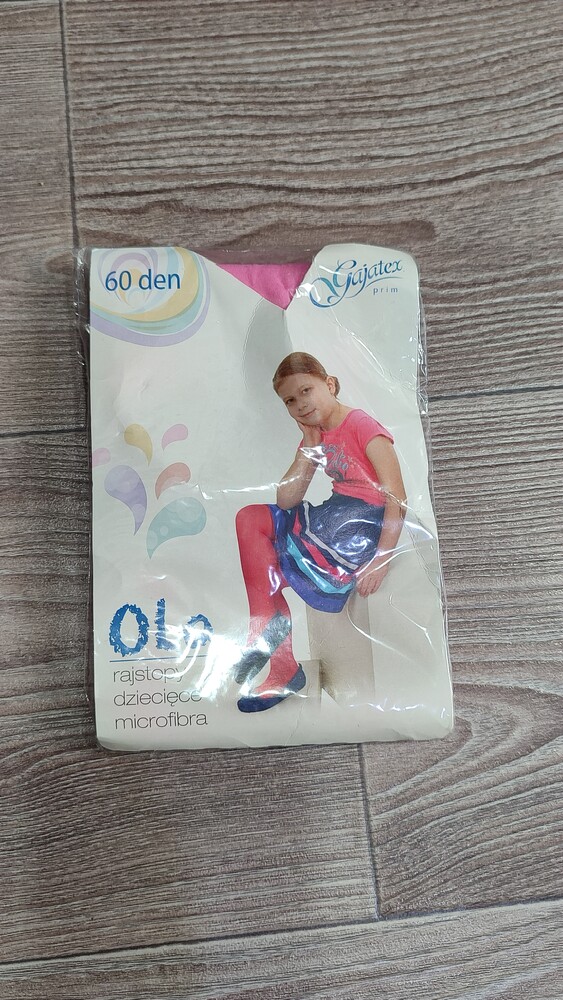 60 den
Gajatex
prim
Ola
rajstopy
dziecięce
microfibra